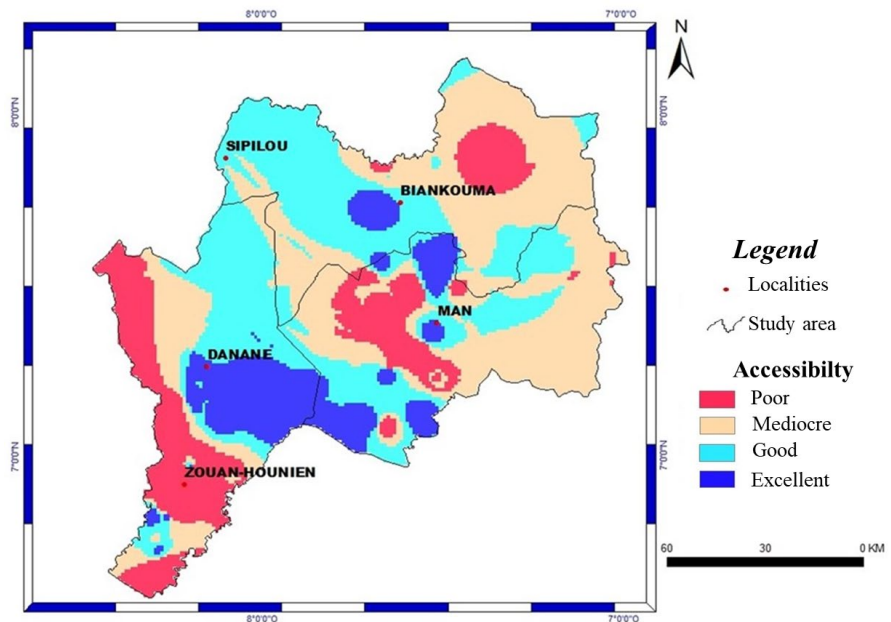 8°0'0"O
7°0'0"O
N
8°0'0"N
8°0'0"N
SIPILOU
BIANKOUMA
MAN
DANANE
ZOUAN-HOUNIEN
7°0'0"N
7°0'0"N
8°0'0"O
7°0'0"O
Legend
Localities
Study area
Accessibilty
Poor
Mediocre
Good
Excellent
60 30 0 KM